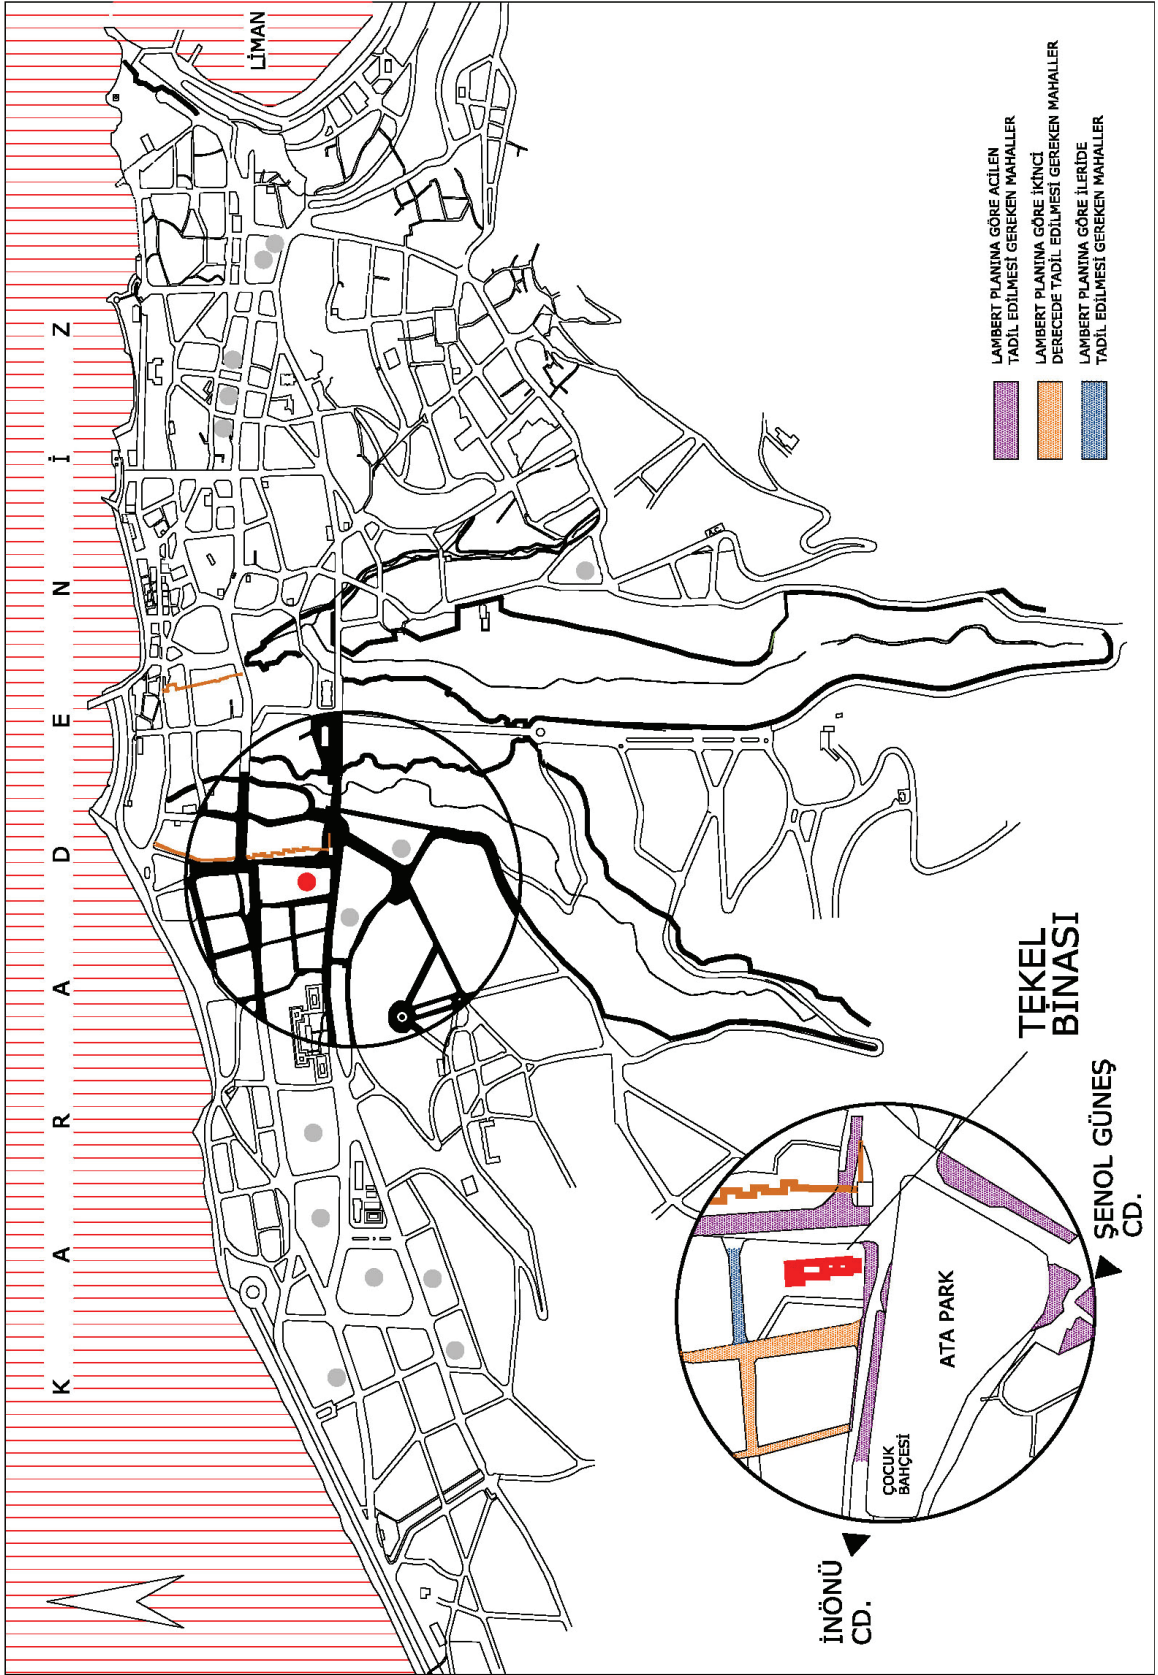 K A R A D E N İ Z
LİMAN
LAMBERT PLANINA GÖRE ACİLEN
TADİL EDİLMESİ GEREKEN MAHALLER
LAMBERT PLANINA GÖRE İKİNCİ
DERECEDE TADİL EDİLMESİ GEREKEN MAHALLER
LAMBERT PLANINA GÖRE İLERİDE
TADİL EDİLMESİ GEREKEN MAHALLER
TEKEL
BİNASI
ŞENOL GÜNEŞ
CD.
ATA PARK
ÇOCUK
BAHÇESİ
İNÖNÜ
CD.